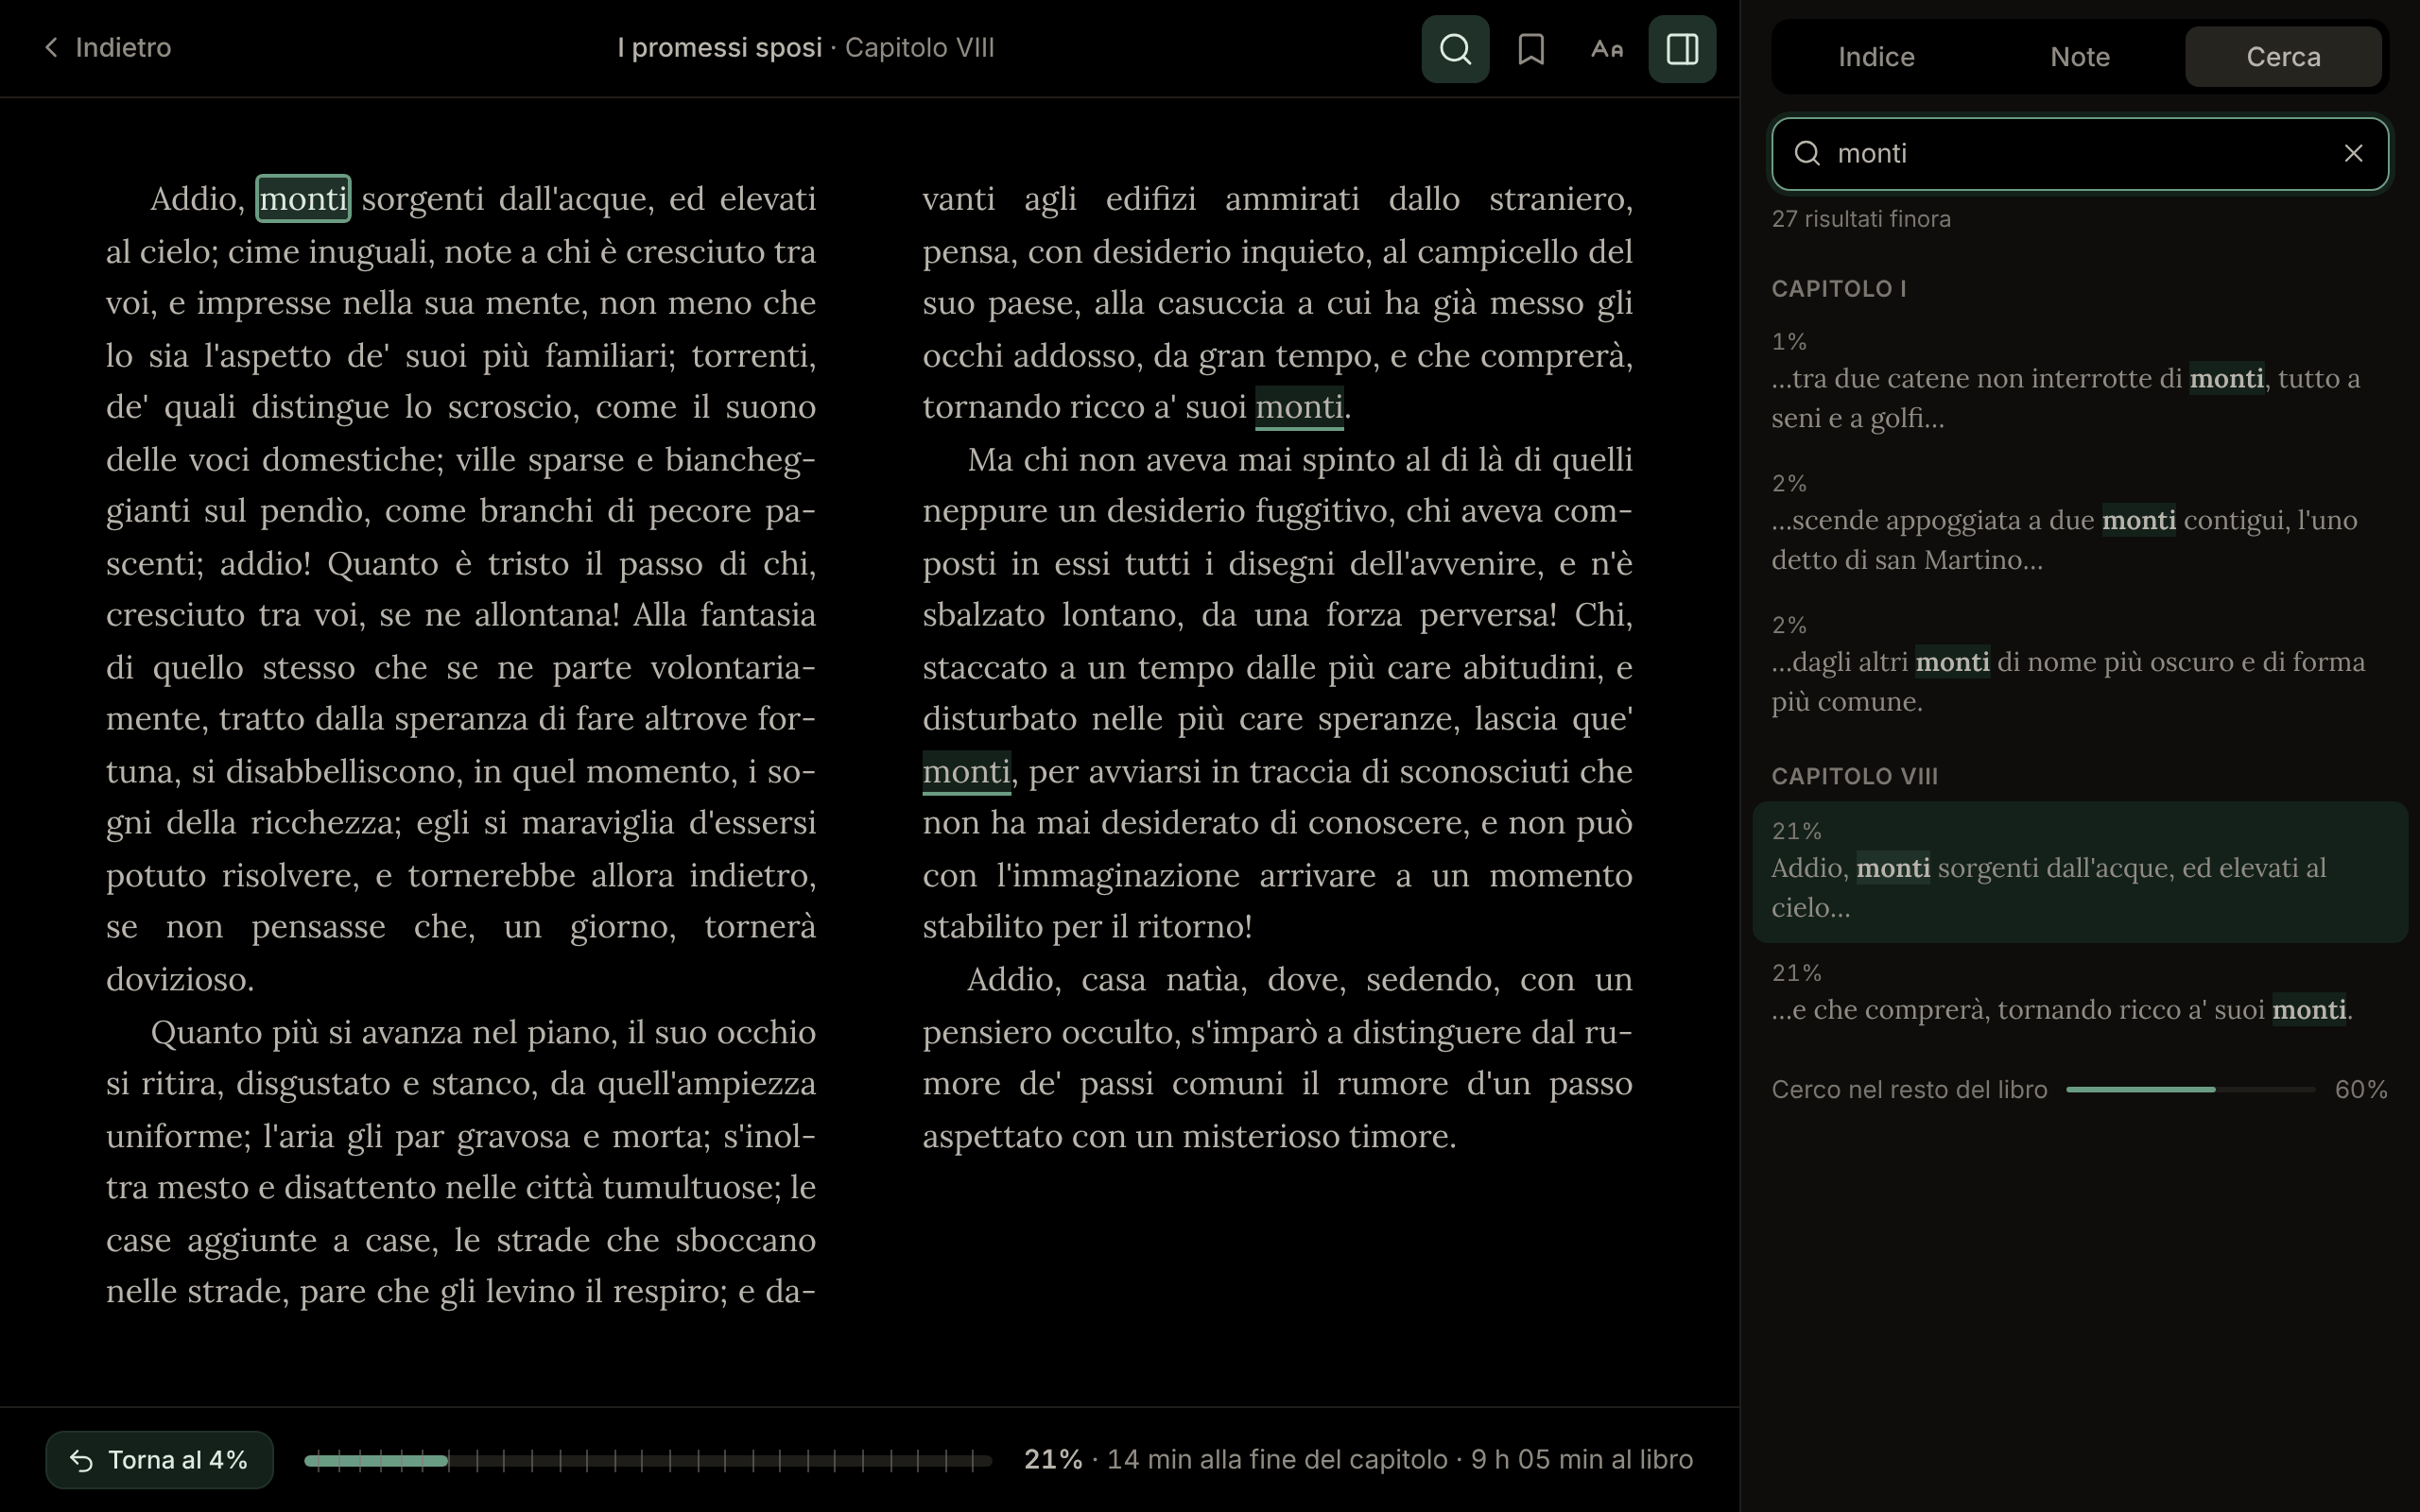 Indietro
I promessi sposi · Capitolo VIII
AA
Addio, monti sorgenti dall'acque, ed elevati
al cielo; cime inuguali, note a chi è cresciuto tra
voi, e impresse nella sua mente, non meno che
lo sia l'aspetto de' suoi più familiari; torrenti,
de' quali distingue lo scroscio, come il suono
delle voci domestiche; ville sparse e biancheg-
gianti sul pendìo, come branchi di pecore pa-
scenti; addio! Quanto è tristo il passo di chi,
cresciuto tra voi, se ne allontana! Alla fantasia
di quello stesso che se ne parte volontaria-
mente, tratto dalla speranza di fare altrove for-
tuna, si disabbelliscono, in quel momento, i so-
gni della ricchezza; egli si maraviglia d'essersi
potuto risolvere, e tornerebbe allora indietro,
se non pensasse che, un giorno, tornerà
dovizioso.
Quanto più si avanza nel piano, il suo occhio
si ritira, disgustato e stanco, da quell'ampiezza
uniforme; l'aria gli par gravosa e morta; s'inol-
tra mesto e disattento nelle città tumultuose; le
case aggiunte a case, le strade che sboccano
nelle strade, pare che gli levino il respiro; e da-
vanti agli edifizi ammirati dallo straniero,
pensa, con desiderio inquieto, al campicello del
suo paese, alla casuccia a cui ha già messo gli
occhi addosso, da gran tempo, e che comprerà,
tornando ricco a' suoi monti.
Ma chi non aveva mai spinto al di là di quelli
neppure un desiderio fuggitivo, chi aveva com-
posti in essi tutti i disegni dell'avvenire, e n'è
sbalzato lontano, da una forza perversa! Chi,
staccato a un tempo dalle più care abitudini, e
disturbato nelle più care speranze, lascia que'
monti, per avviarsi in traccia di sconosciuti che
non ha mai desiderato di conoscere, e non può
con l'immaginazione arrivare a un momento
stabilito per il ritorno!
Addio, casa natìa, dove, sedendo, con un
pensiero occulto, s'imparò a distinguere dal ru-
more de' passi comuni il rumore d'un passo
aspettato con un misterioso timore.
Torna al 4%
21% · 14 min alla fine del capitolo · 9 h 05 min al libro
Indice
Note
Cerca
monti
27 risultati finora
CAPITOLO I
1%
…tra due catene non interrotte di monti, tutto a
seni e a golfi…
2%
…scende appoggiata a due monti contigui, l'uno
detto di san Martino…
2%
…dagli altri monti di nome più oscuro e di forma
più comune.
CAPITOLO VIII
21%
Addio, monti sorgenti dall'acque, ed elevati al
cielo…
21%
…e che comprerà, tornando ricco a' suoi monti.
Cerco nel resto del libro
60%